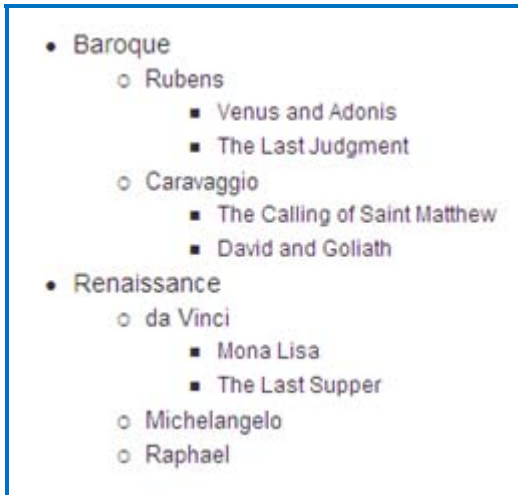 Baroque
Rubens
Venus and Adonis
The Last Judgment
Caravaggio
The Calling of Saint Matthew
David and Goliath
Renaissance
da Vinci
Mona Lisa
The Last Supper
Michelangelo
Raphael